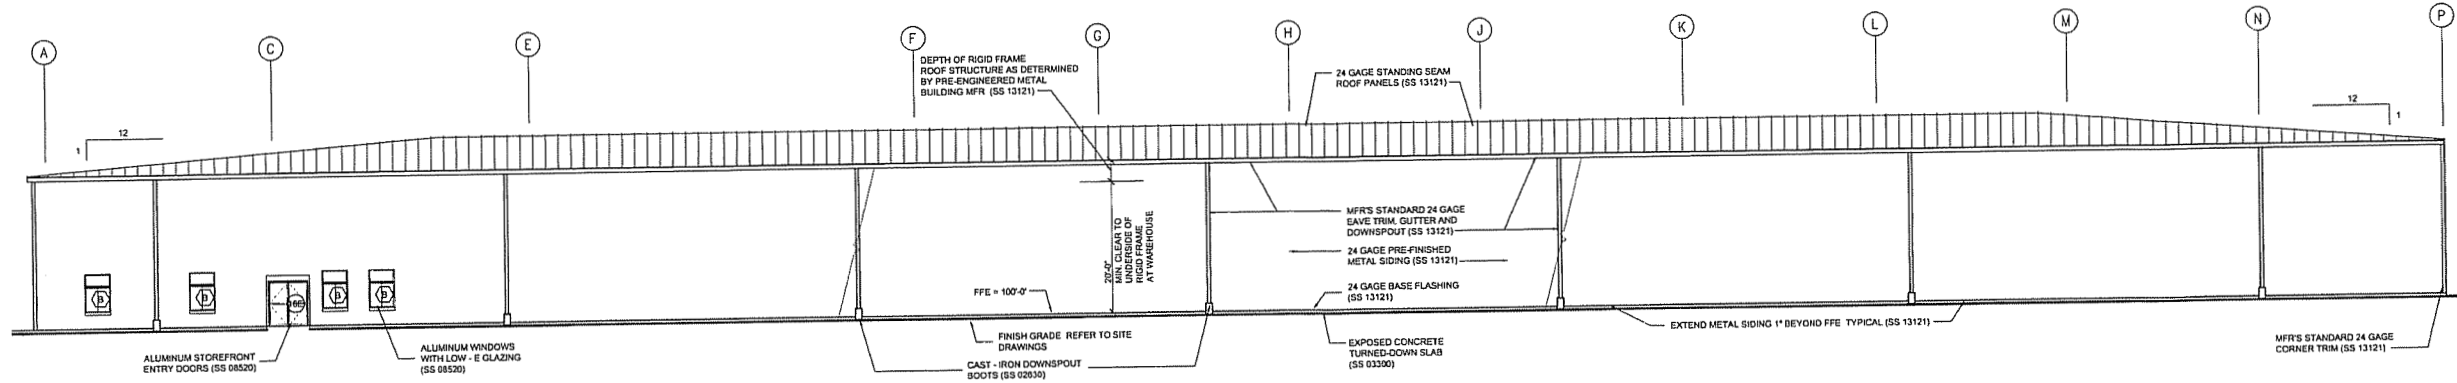 A
C
E
F
G
H
J
K
L
M
N
P
DEPTH OF RIGID FRAME
ROOF STRUCTURE AS DETERMINED
BY PRE-ENGINEERED METAL
BUILDING MFR (SS 13121)
24 GAGE STANDING SEAM
ROOF PANELS (SS 13121)
12
1
12
1
20'-0"
MIN. CLEAR TO
UNDERSIDE OF
RIGID FRAME
AT WAREHOUSE
MFR'S STANDARD 24 GAGE
EAVE TRIM, GUTTER AND
DOWNSPOUT (SS 13121)
24 GAGE PRE-FINISHED
METAL SIDING (SS 13121)
B
B
B
B
FFE = 100'-0"
24 GAGE BASE FLASHING
(SS 13121)
FINISH GRADE REFER TO SITE
DRAWINGS
EXTEND METAL SIDING 1" BEYOND FFE TYPICAL (SS 13121)
ALUMINUM STOREFRONT
ENTRY DOORS (SS 08520)
ALUMINUM WINDOWS
WITH LOW - E GLAZING
(SS 08520)
CAST - IRON DOWNSPOUT
BOOTS (SS 02630)
EXPOSED CONCRETE
TURNED-DOWN SLAB
(SS 03300)
MFR'S STANDARD 24 GAGE
CORNER TRIM (SS 13121)